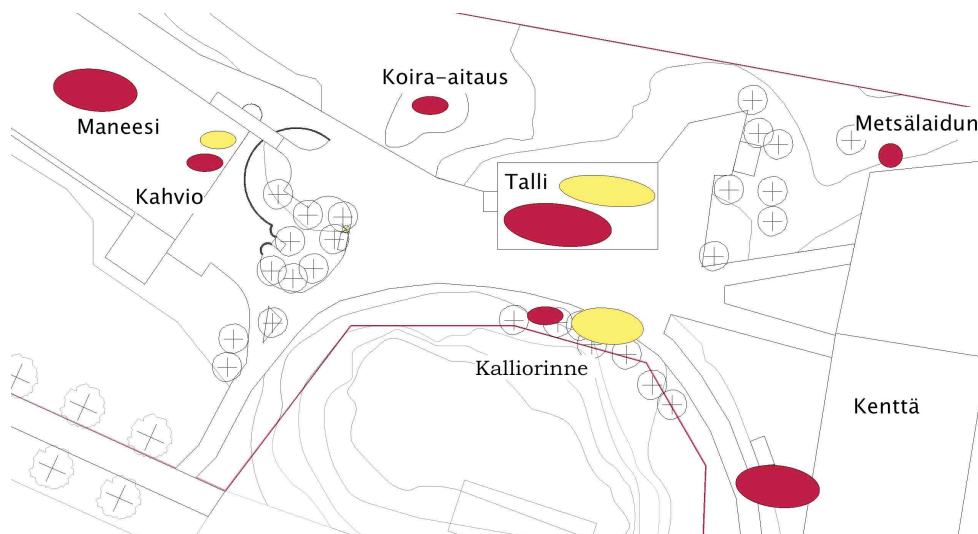 Koira-aitaus
Maneesi
Metsälaidun
Talli
Kahvio
Kalliorinne
Kenttä